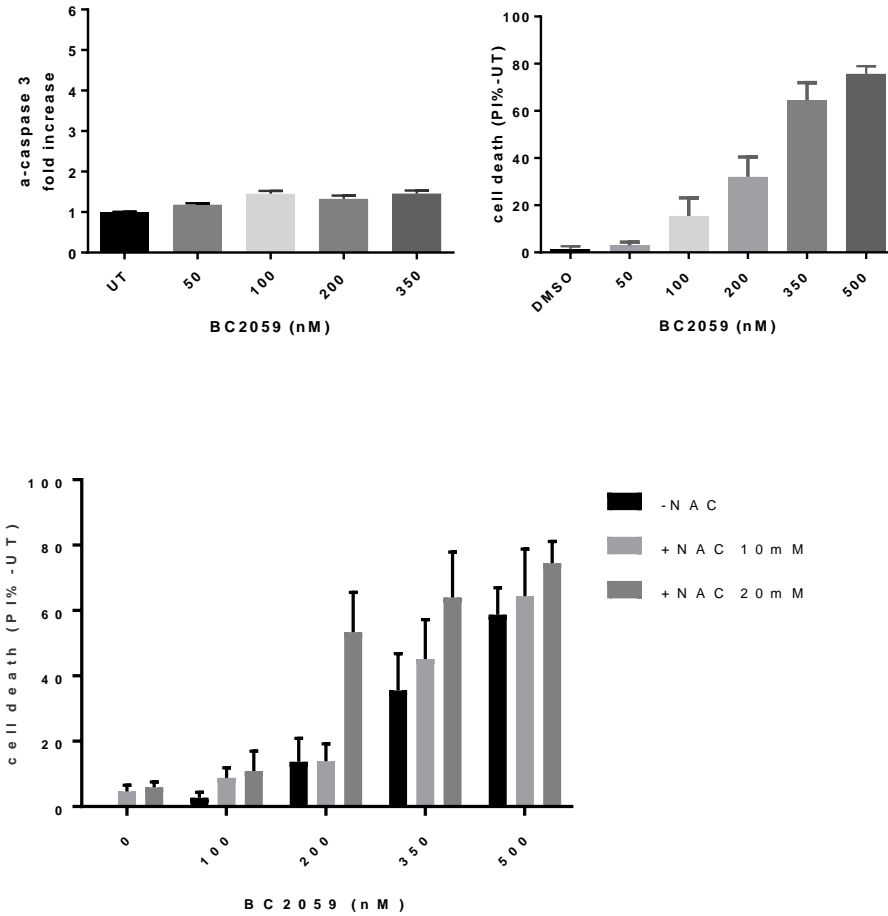 a-caspase 3
fold increase
6
5
4
3
2
1
0
UT
50
100
200
350
BC2059 (nM)
cell death (PI%-UT)
100
80
60
40
20
0
DMSO
50
100
200
350
500
BC2059 (nM)
cell death (PI% -UT)
100
80
60
40
20
0
0
100
200
350
500
BC2059 (nM)
-NAC
+NAC 10mM
+NAC 20mM